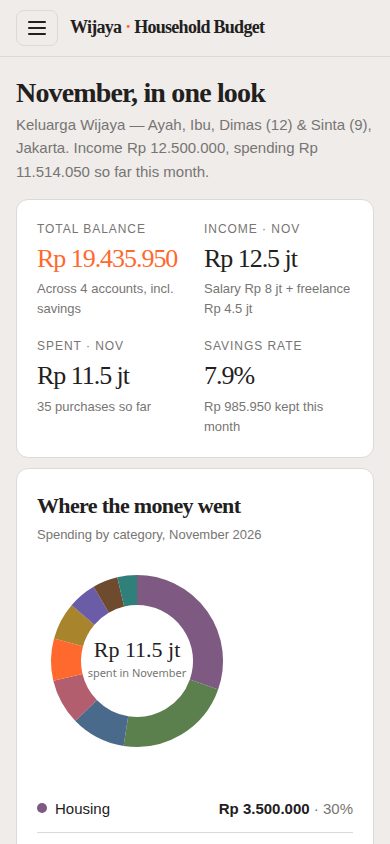 Wijaya · Household Budget
November, in one look
Keluarga Wijaya — Ayah, Ibu, Dimas (12) & Sinta (9),
Jakarta. Income Rp 12.500.000, spending Rp
11.514.050 so far this month.
TOTAL BALANCE
Rp 19.435.950
Across 4 accounts, incl.
savings
INCOME · NOV
Rp 12.5 jt
Salary Rp 8 jt + freelance
Rp 4.5 jt
SPENT · NOV
Rp 11.5 jt
35 purchases so far
SAVINGS RATE
7.9%
Rp 985.950 kept this
month
Where the money went
Spending by category, November 2026
Rp 11.5 jt
spent in November
Housing
Rp 3.500.000 · 30%